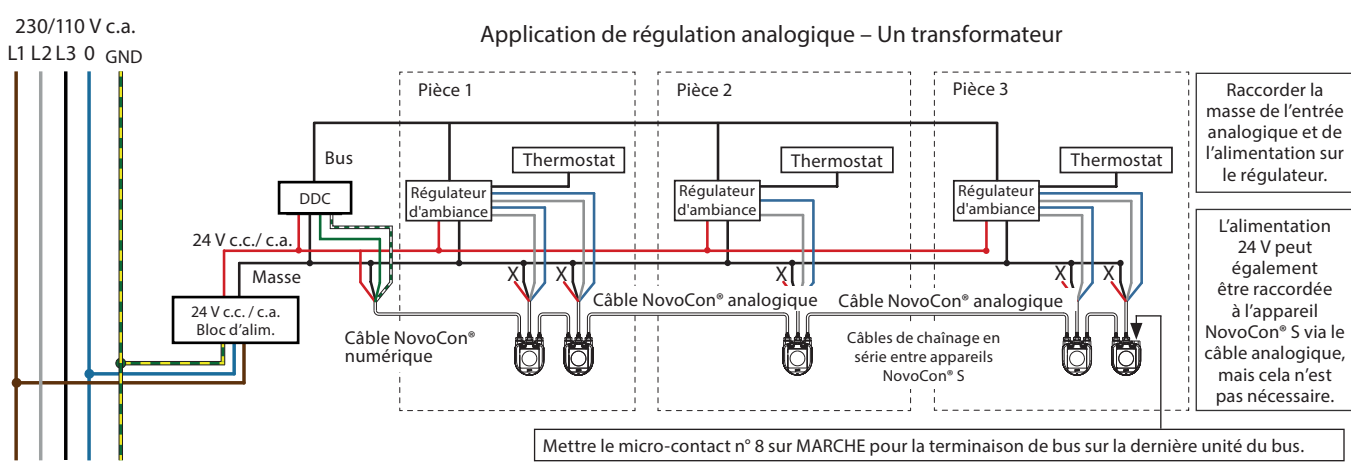 230/110 V c.a.
L1 L2 L3 0 GND
Application de régulation analogique – Un transformateur
Pièce 1
Pièce 2
Pièce 3
Bus
Thermostat
Thermostat
Thermostat
DDC
Régulateur
d'ambiance
Régulateur
d'ambiance
Régulateur
d'ambiance
24 V c.c./ c.a.
Masse
X
X
X
X
X
24 V c.c. / c.a.
Bloc d'alim.
Câble NovoCon®
numérique
Câble NovoCon® analogique
Câble NovoCon® analogique
Câbles de chaînage en
série entre appareils
NovoCon® S
Raccorder la
masse de l'entrée
analogique et de
l'alimentation sur
le régulateur.
L'alimentation
24 V peut
également
être raccordée
à l'appareil
NovoCon® S via le
câble analogique,
mais cela n'est
pas nécessaire.
Mettre le micro-contact n° 8 sur MARCHE pour la terminaison de bus sur la dernière unité du bus.